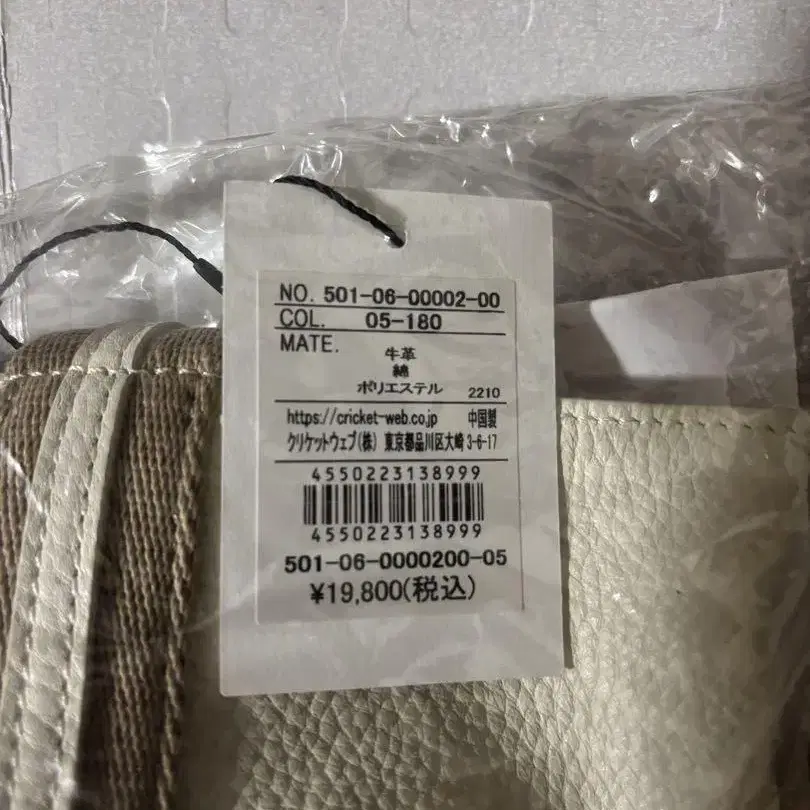 NO. 501-06-00002-00
COL. 05-180
MATE. 牛革
綿
ポリエステル 2210
https://cricket-web.co.jp 中国製
クリケットウェブ(株) 東京都品川区大崎3-6-17
4550223138999
4550223138999
501-06-0000200-05
¥19,800(税込)